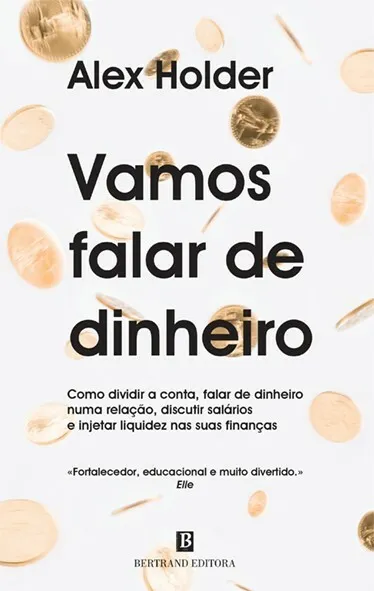 Alex Holder
Vamos
falar de
dinheiro
Como dividir a conta, falar de dinheiro
numa relação, discutir salários
e injetar liquidez nas suas finanças
«Fortalecedor, educacional e muito divertido.»
Elle
B
BERTRAND EDITORA